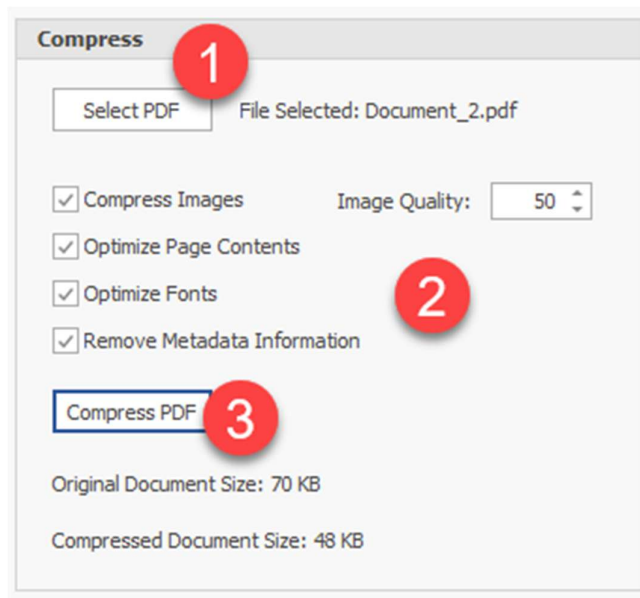 Compress
1
Select PDF File Selected: Document_2.pdf
Compress Images Image Quality: 50
Optimize Page Contents
Optimize Fonts
2
Remove Metadata Information
Compress PDF 3
Original Document Size: 70 KB
Compressed Document Size: 48 KB